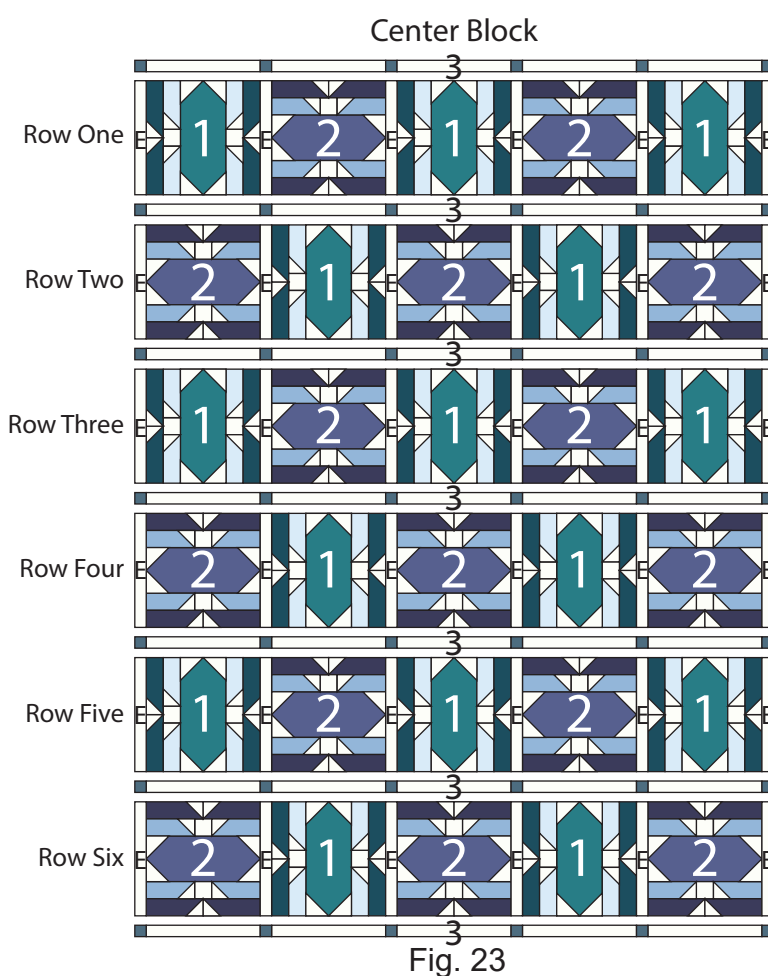 Center Block
3
Row One E 1 E 2 E 1 E 2 E 1 E
3
Row Two E 2 E 1 E 2 E 1 E 2 E
3
Row Three E 1 E 2 E 1 E 2 E 1 E
3
Row Four E 2 E 1 E 2 E 1 E 2 E
3
Row Five E 1 E 2 E 1 E 2 E 1 E
3
Row Six E 2 E 1 E 2 E 1 E 2 E
3
Fig. 23